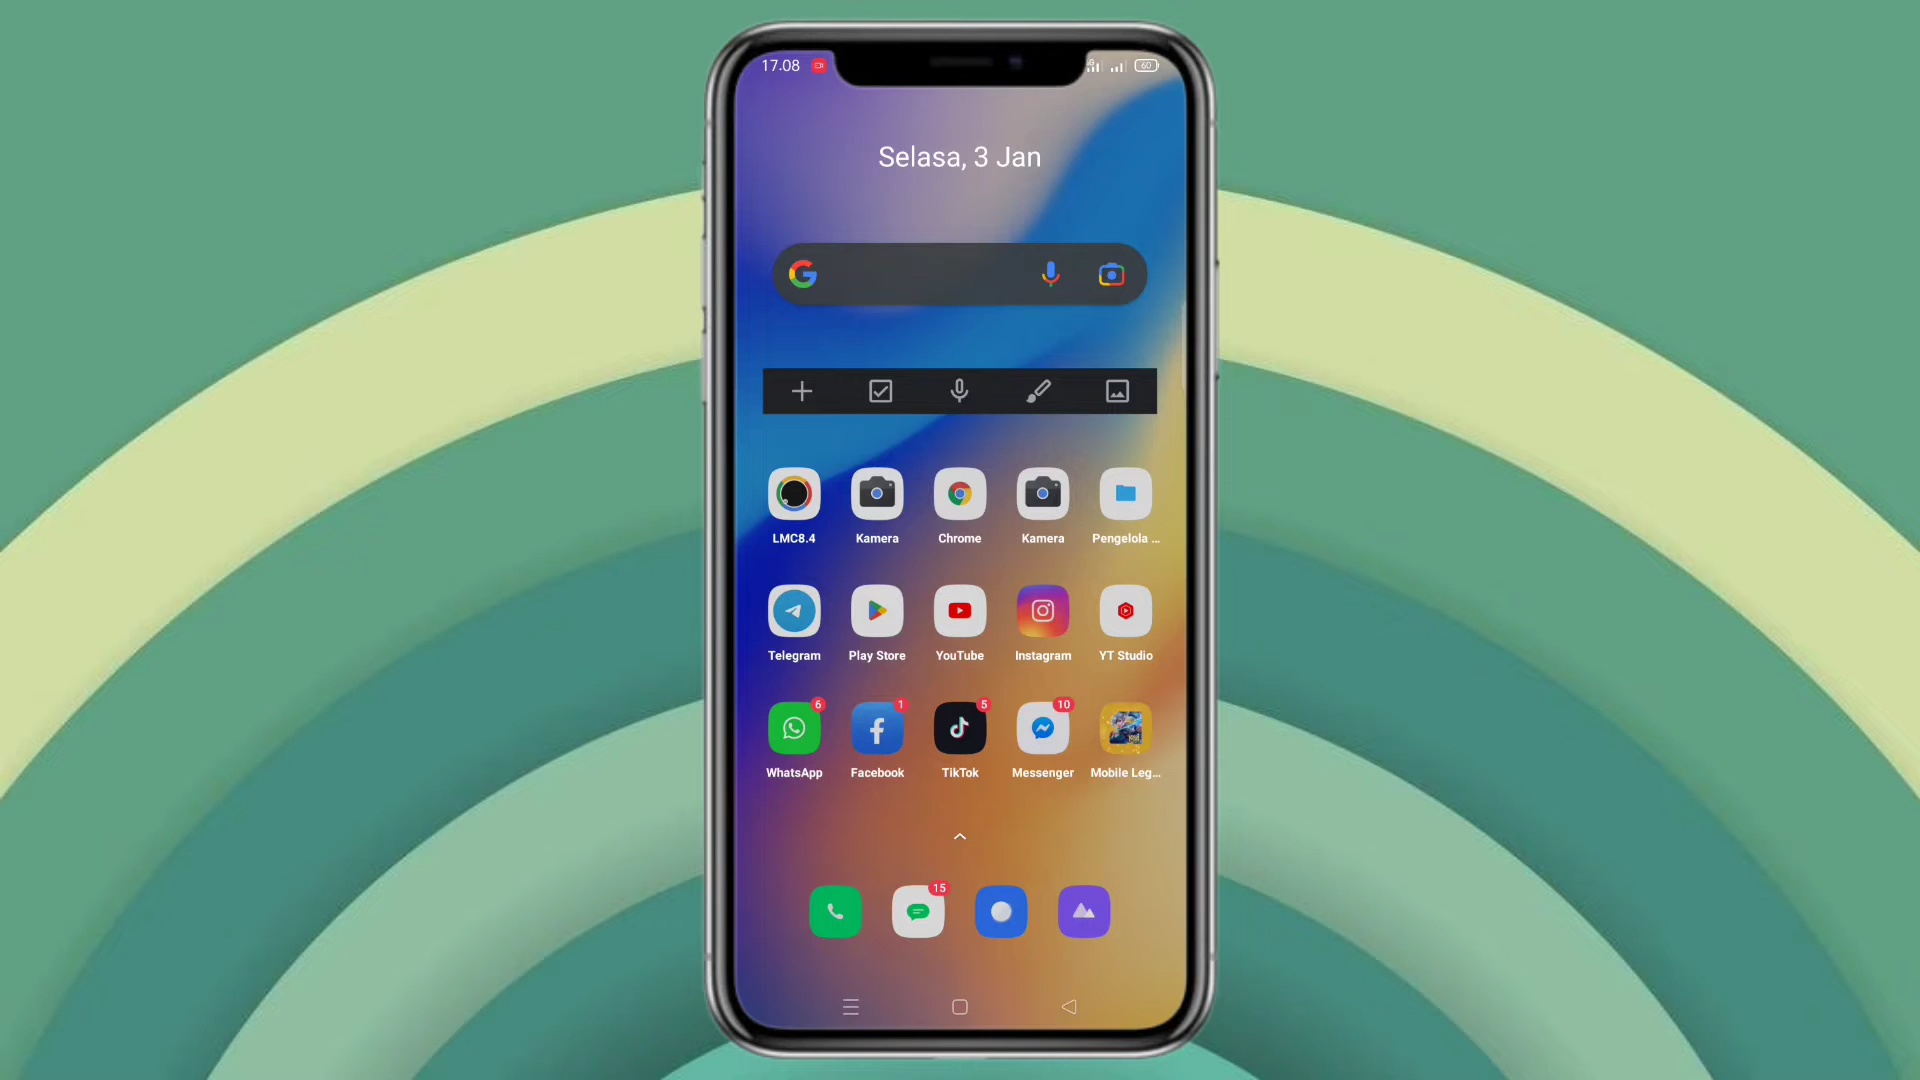 17.08
60
Selasa, 3 Jan
LMC8.4 Kamera Chrome Kamera Pengelola ...
Telegram Play Store YouTube Instagram YT Studio
6 1 5 10
WhatsApp Facebook TikTok Messenger Mobile Leg...
15